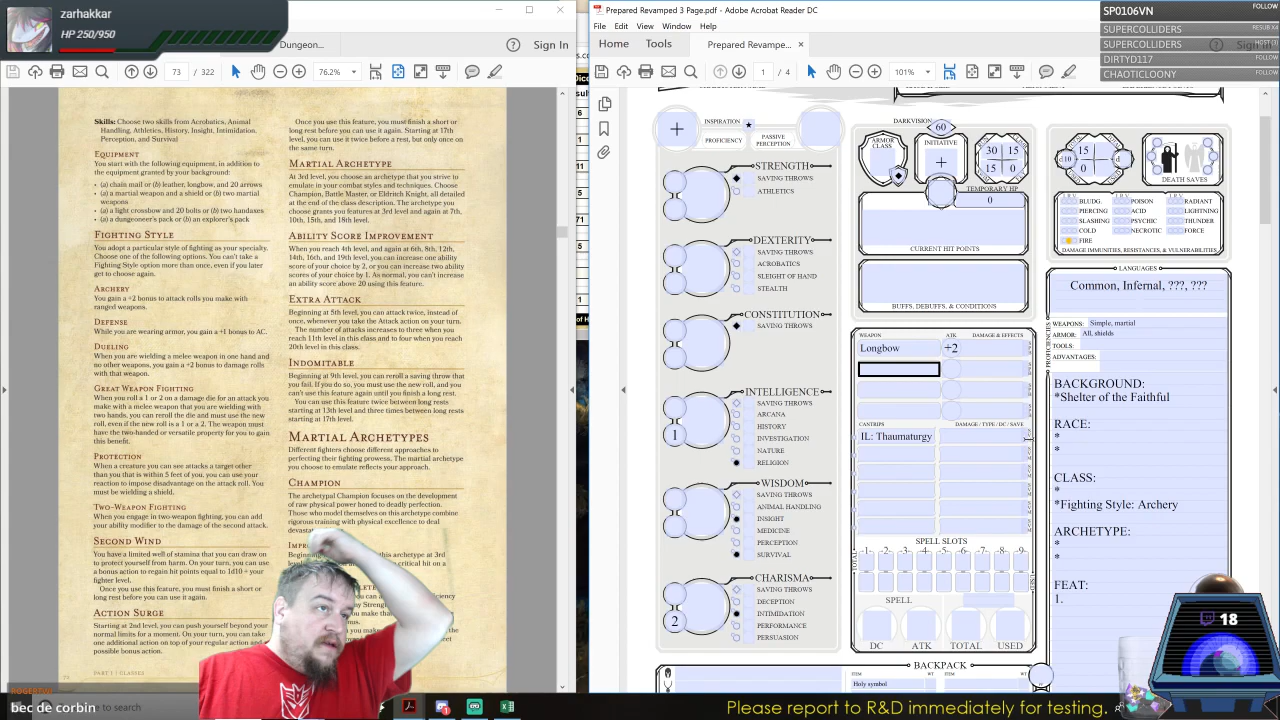 zarhakkar
HP 250/950
Dungeon...
Sign In
73 / 322
76.2%
Skills: Choose two skills from Acrobatics, Animal
Handling, Athletics, History, Insight, Intimidation,
Perception, and Survival
Equipment
You start with the following equipment, in addition to
the equipment granted by your background:
• (a) chain mail or (b) leather, longbow, and 20 arrows
• (a) a martial weapon and a shield or (b) two martial
weapons
• (a) a light crossbow and 20 bolts or (b) two handaxes
• (a) a dungeoneer's pack or (b) an explorer's pack
Fighting Style
You adopt a particular style of fighting as your specialty.
Choose one of the following options. You can't take a
Fighting Style option more than once, even if you later
get to choose again.
Archery
You gain a +2 bonus to attack rolls you make with
ranged weapons.
Defense
While you are wearing armor, you gain a +1 bonus to AC.
Dueling
When you are wielding a melee weapon in one hand and
no other weapons, you gain a +2 bonus to damage rolls
with that weapon.
Great Weapon Fighting
When you roll a 1 or 2 on a damage die for an attack you
make with a melee weapon that you are wielding with
two hands, you can reroll the die and must use the new
roll, even if the new roll is a 1 or a 2. The weapon must
have the two-handed or versatile property for you to gain
this benefit.
Protection
When a creature you can see attacks a target other
than you that is within 5 feet of you, you can use your
reaction to impose disadvantage on the attack roll. You
must be wielding a shield.
Two-Weapon Fighting
When you engage in two-weapon fighting, you can add
your ability modifier to the damage of the second attack.
Second Wind
You have a limited well of stamina that you can draw on
to protect yourself from harm. On your turn, you can use
a bonus action to regain hit points equal to 1d10 + your
fighter level.
Once you use this feature, you must finish a short or
long rest before you can use it again.
Action Surge
Starting at 2nd level, you can push yourself beyond your
normal limits for a moment. On your turn, you can take
one additional action on top of your regular action and a
possible bonus action.
PART 1 | CLASSES
Once you use this feature, you must finish a short or
long rest before you can use it again. Starting at 17th
level, you can use it twice before a rest, but only once on
the same turn.
Martial Archetype
At 3rd level, you choose an archetype that you strive to
emulate in your combat styles and techniques. Choose
Champion, Battle Master, or Eldritch Knight, all detailed
at the end of the class description. The archetype you
choose grants you features at 3rd level and again at 7th,
10th, 15th, and 18th level.
Ability Score Improvement
When you reach 4th level, and again at 6th, 8th, 12th,
14th, 16th, and 19th level, you can increase one ability
score of your choice by 2, or you can increase two ability
scores of your choice by 1. As normal, you can't increase
an ability score above 20 using this feature.
Extra Attack
Beginning at 5th level, you can attack twice, instead of
once, whenever you take the Attack action on your turn.
The number of attacks increases to three when you
reach 11th level in this class and to four when you reach
20th level in this class.
Indomitable
Beginning at 9th level, you can reroll a saving throw that
you fail. If you do so, you must use the new roll, and you
can't use this feature again until you finish a long rest.
You can use this feature twice between long rests
starting at 13th level and three times between long rests
starting at 17th level.
Martial Archetypes
Different fighters choose different approaches to
perfecting their fighting prowess. The martial archetype
you choose to emulate reflects your approach.
Champion
The archetypal Champion focuses on the development
of raw physical power honed to deadly perfection.
Those who model themselves on this archetype combine
rigorous training with physical excellence to deal
Beginning
this archetype at 3rd
critical hit on a
ROGERTV0
bec de corbin
to search
Prepared Revamped 3 Page.pdf - Adobe Acrobat Reader DC
File Edit View Window Help
Home Tools Prepared Revampe... ×
1 / 4
101%
SP0106VN FOLLOW
SUPERCOLLIDERS RESUB X4
SUPERCOLLIDERS
DIRTYD117 FOLLOW
CHAOTICLOONY FOLLOW
INSPIRATION
+
PROFICIENCY
PASSIVE
PERCEPTION
STRENGTH
SAVING THROWS
ATHLETICS
DEXTERITY
SAVING THROWS
ACROBATICS
SLEIGHT OF HAND
STEALTH
CONSTITUTION
SAVING THROWS
INTELLIGENCE
SAVING THROWS
ARCANA
HISTORY
1
INVESTIGATION
NATURE
RELIGION
WISDOM
SAVING THROWS
ANIMAL HANDLING
INSIGHT
MEDICINE
PERCEPTION
SURVIVAL
CHARISMA
SAVING THROWS
DECEPTION
INTIMIDATION
2
PERFORMANCE
PERSUASION
DARKVISION
60
ARMOR
CLASS
INITIATIVE
+
30 15
15 6
TEMPORARY HP
0
CURRENT HIT POINTS
BUFFS, DEBUFFS, & CONDITIONS
WEAPON ATK DAMAGE & EFFECTS
Longbow +2
CANTRIPS DAMAGE / TYPE / DC / SAVE
IL: Thaumaturgy
SPELL SLOTS
-1- -2- -3- -4- -5- -6- -7- -8- -9-
SPELL
DC ATK TOTAL USED
15
d10 d
0
DEATH SAVES
BLUDG. POISON RADIANT
PIERCING ACID LIGHTNING
SLASHING PSYCHIC THUNDER
COLD NECROTIC FORCE
FIRE
DAMAGE IMMUNITIES, RESISTANCES, & VULNERABILITIES
LANGUAGES
Common, Infernal, ???, ???
PROFICIENCIES
WEAPONS: Simple, martial
ARMOR: All, shields
TOOLS:
ADVANTAGES:
BACKGROUND:
*Shelter of the Faithful
RACE:
*
*
CLASS:
*
*Fighting Style: Archery
ARCHETYPE:
*
*
FEAT:
1.
BACKPACK
ITEM WT ITEM WT
Holy symbol
18
Please report to R&D immediately for testing.